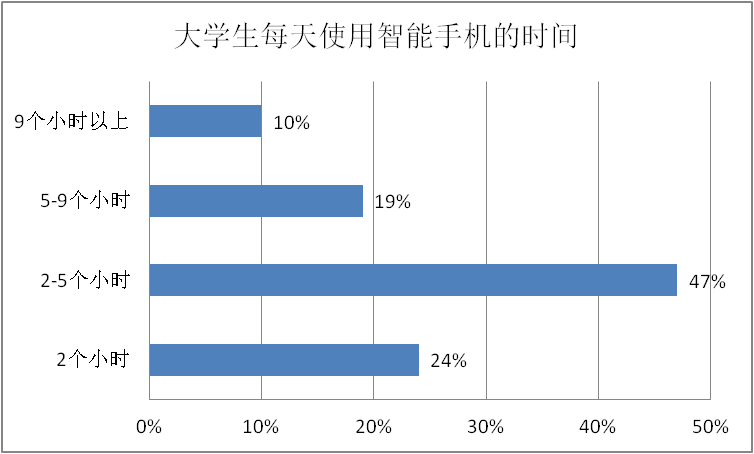 大学生每天使用智能手机的时间
9个小时以上
10%
5-9个小时
19%
2-5个小时
47%
2个小时
24%
0% 10% 20% 30% 40% 50%